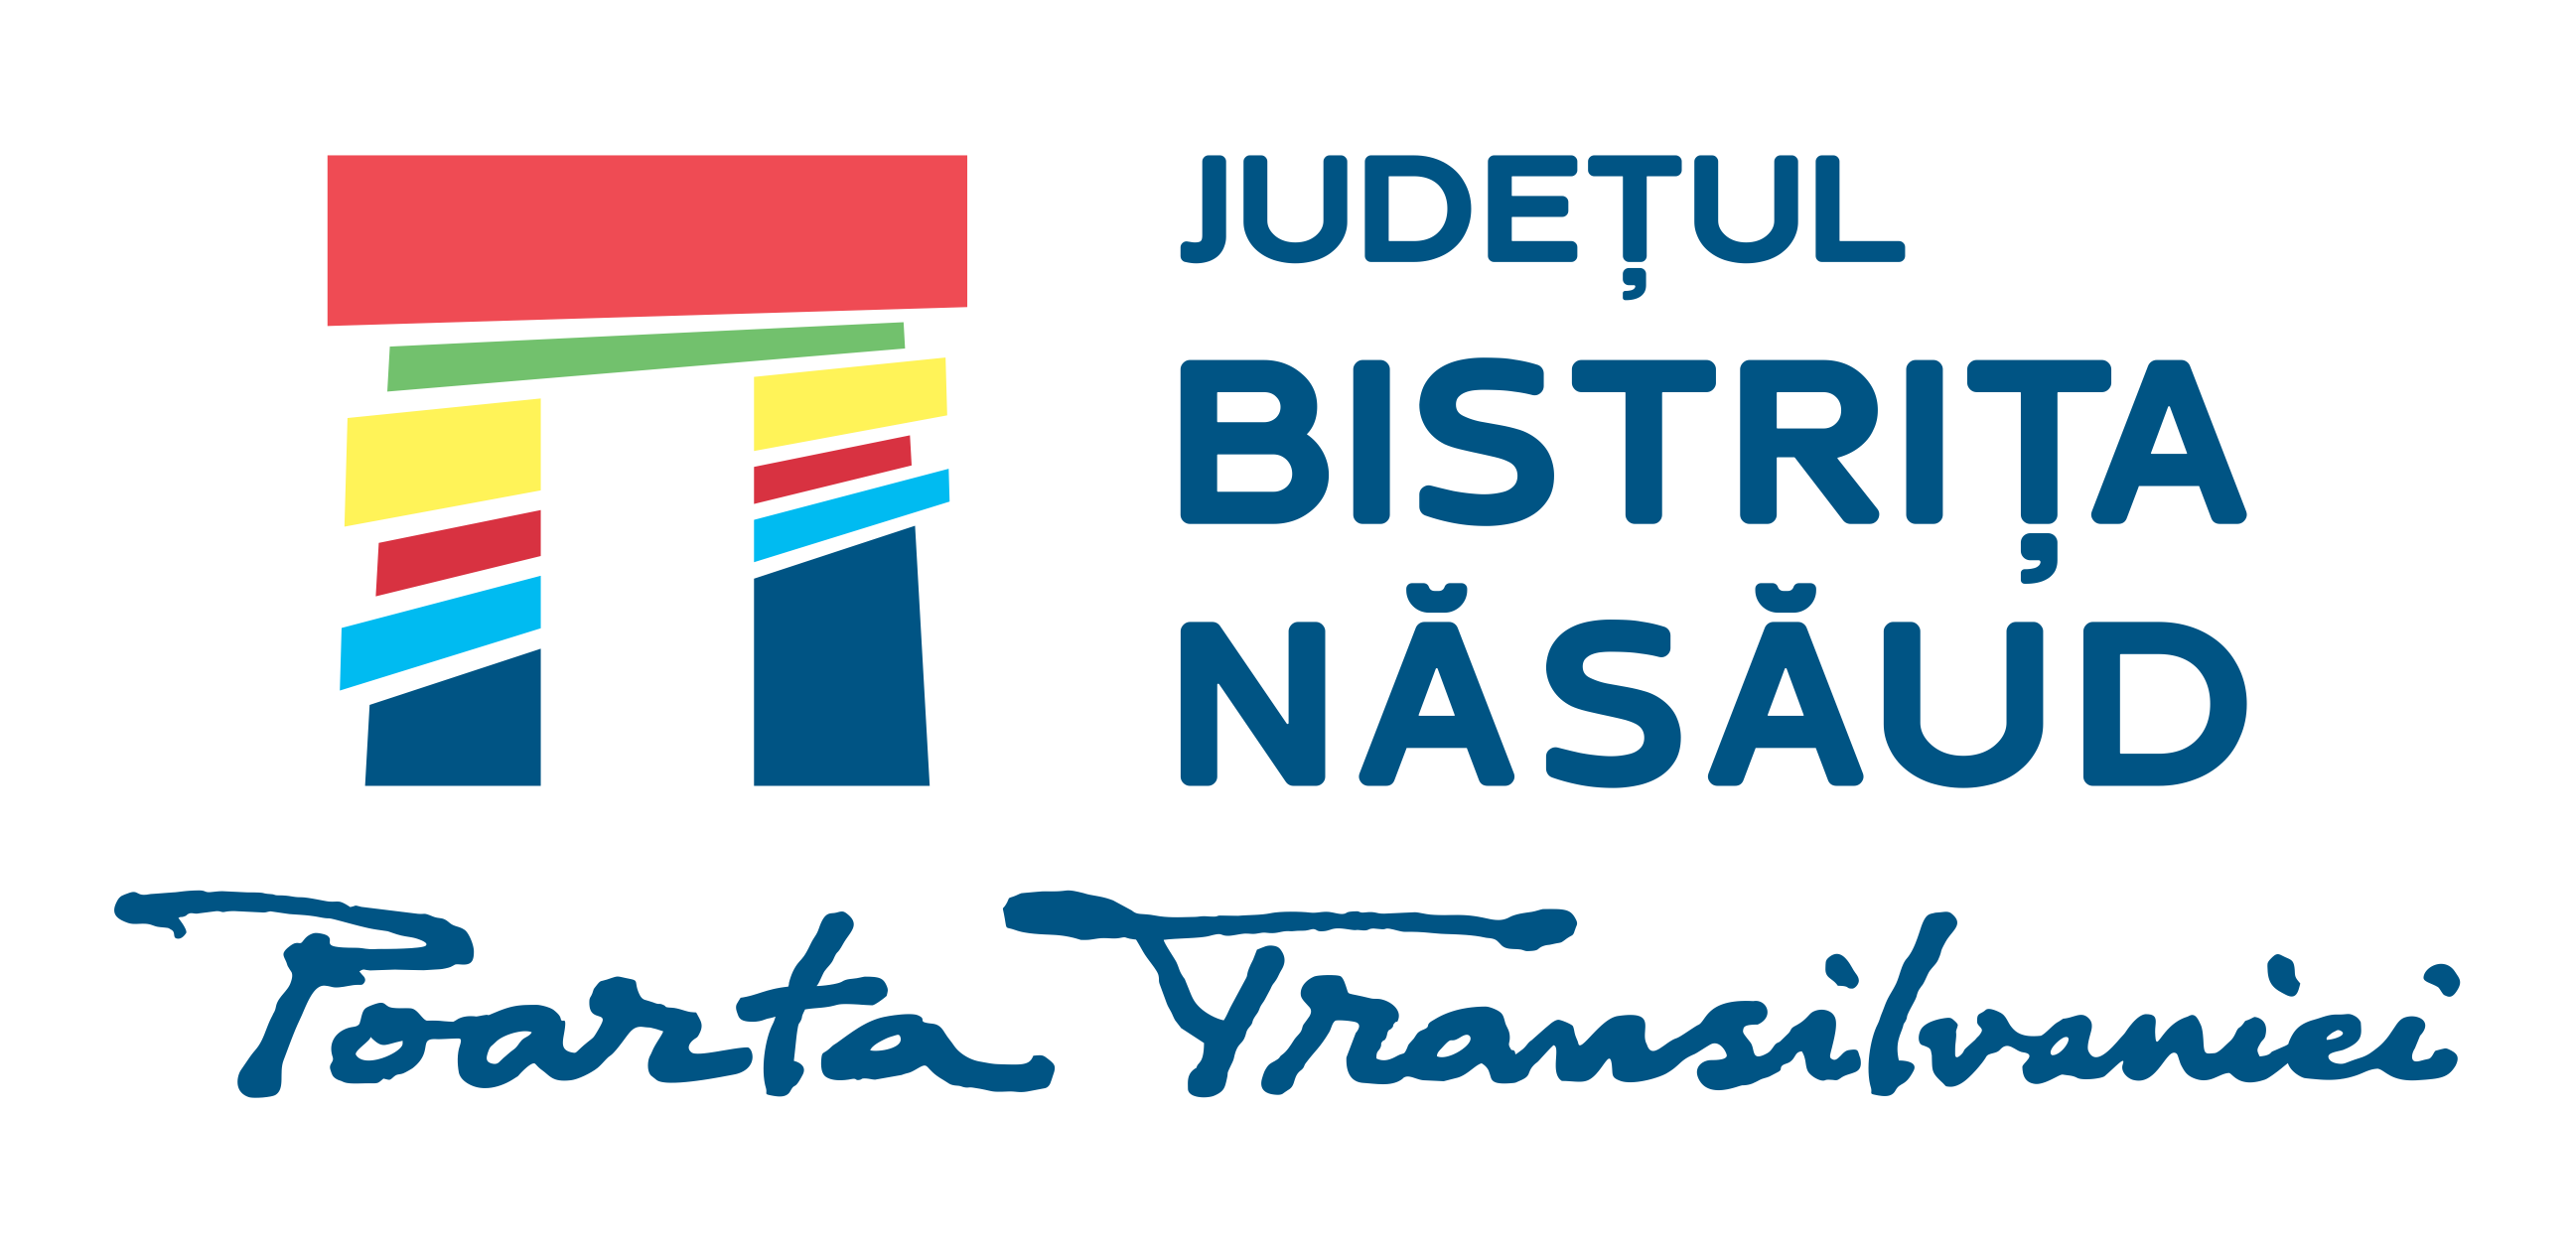 JUDEȚUL
BISTRIȚA
NĂSĂUD
Poarta Transilvaniei